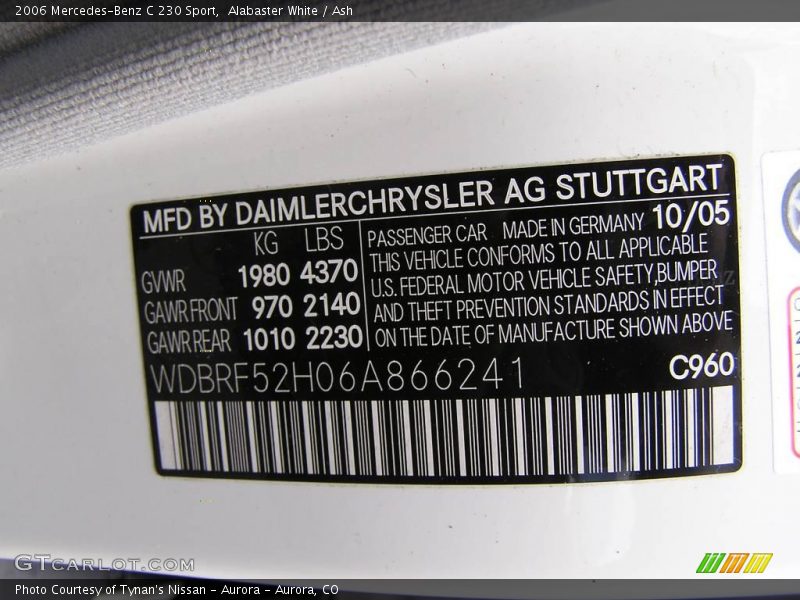 2006 Mercedes-Benz C 230 Sport,  Alabaster White / Ash
MFD BY DAIMLERCHRYSLER AG STUTTGART
KG LBS
GVWR 1980 4370
GAWR FRONT 970 2140
GAWR REAR 1010 2230
PASSENGER CAR MADE IN GERMANY 10/05
THIS VEHICLE CONFORMS TO ALL APPLICABLE
U.S. FEDERAL MOTOR VEHICLE SAFETY,BUMPER
AND THEFT PREVENTION STANDARDS IN EFFECT
ON THE DATE OF MANUFACTURE SHOWN ABOVE
WDBRF52H06A866241 C960
GTCARLOT.COM
Photo Courtesy of Tynan's Nissan - Aurora - Aurora, CO